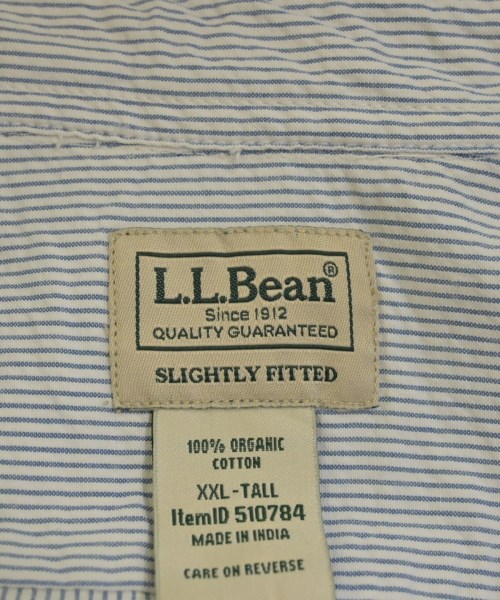 L.L.Bean®
Since 1912
QUALITY GUARANTEED
SLIGHTLY FITTED
100% ORGANIC
COTTON
XXL-TALL
ItemID 510784
MADE IN INDIA
CARE ON REVERSE